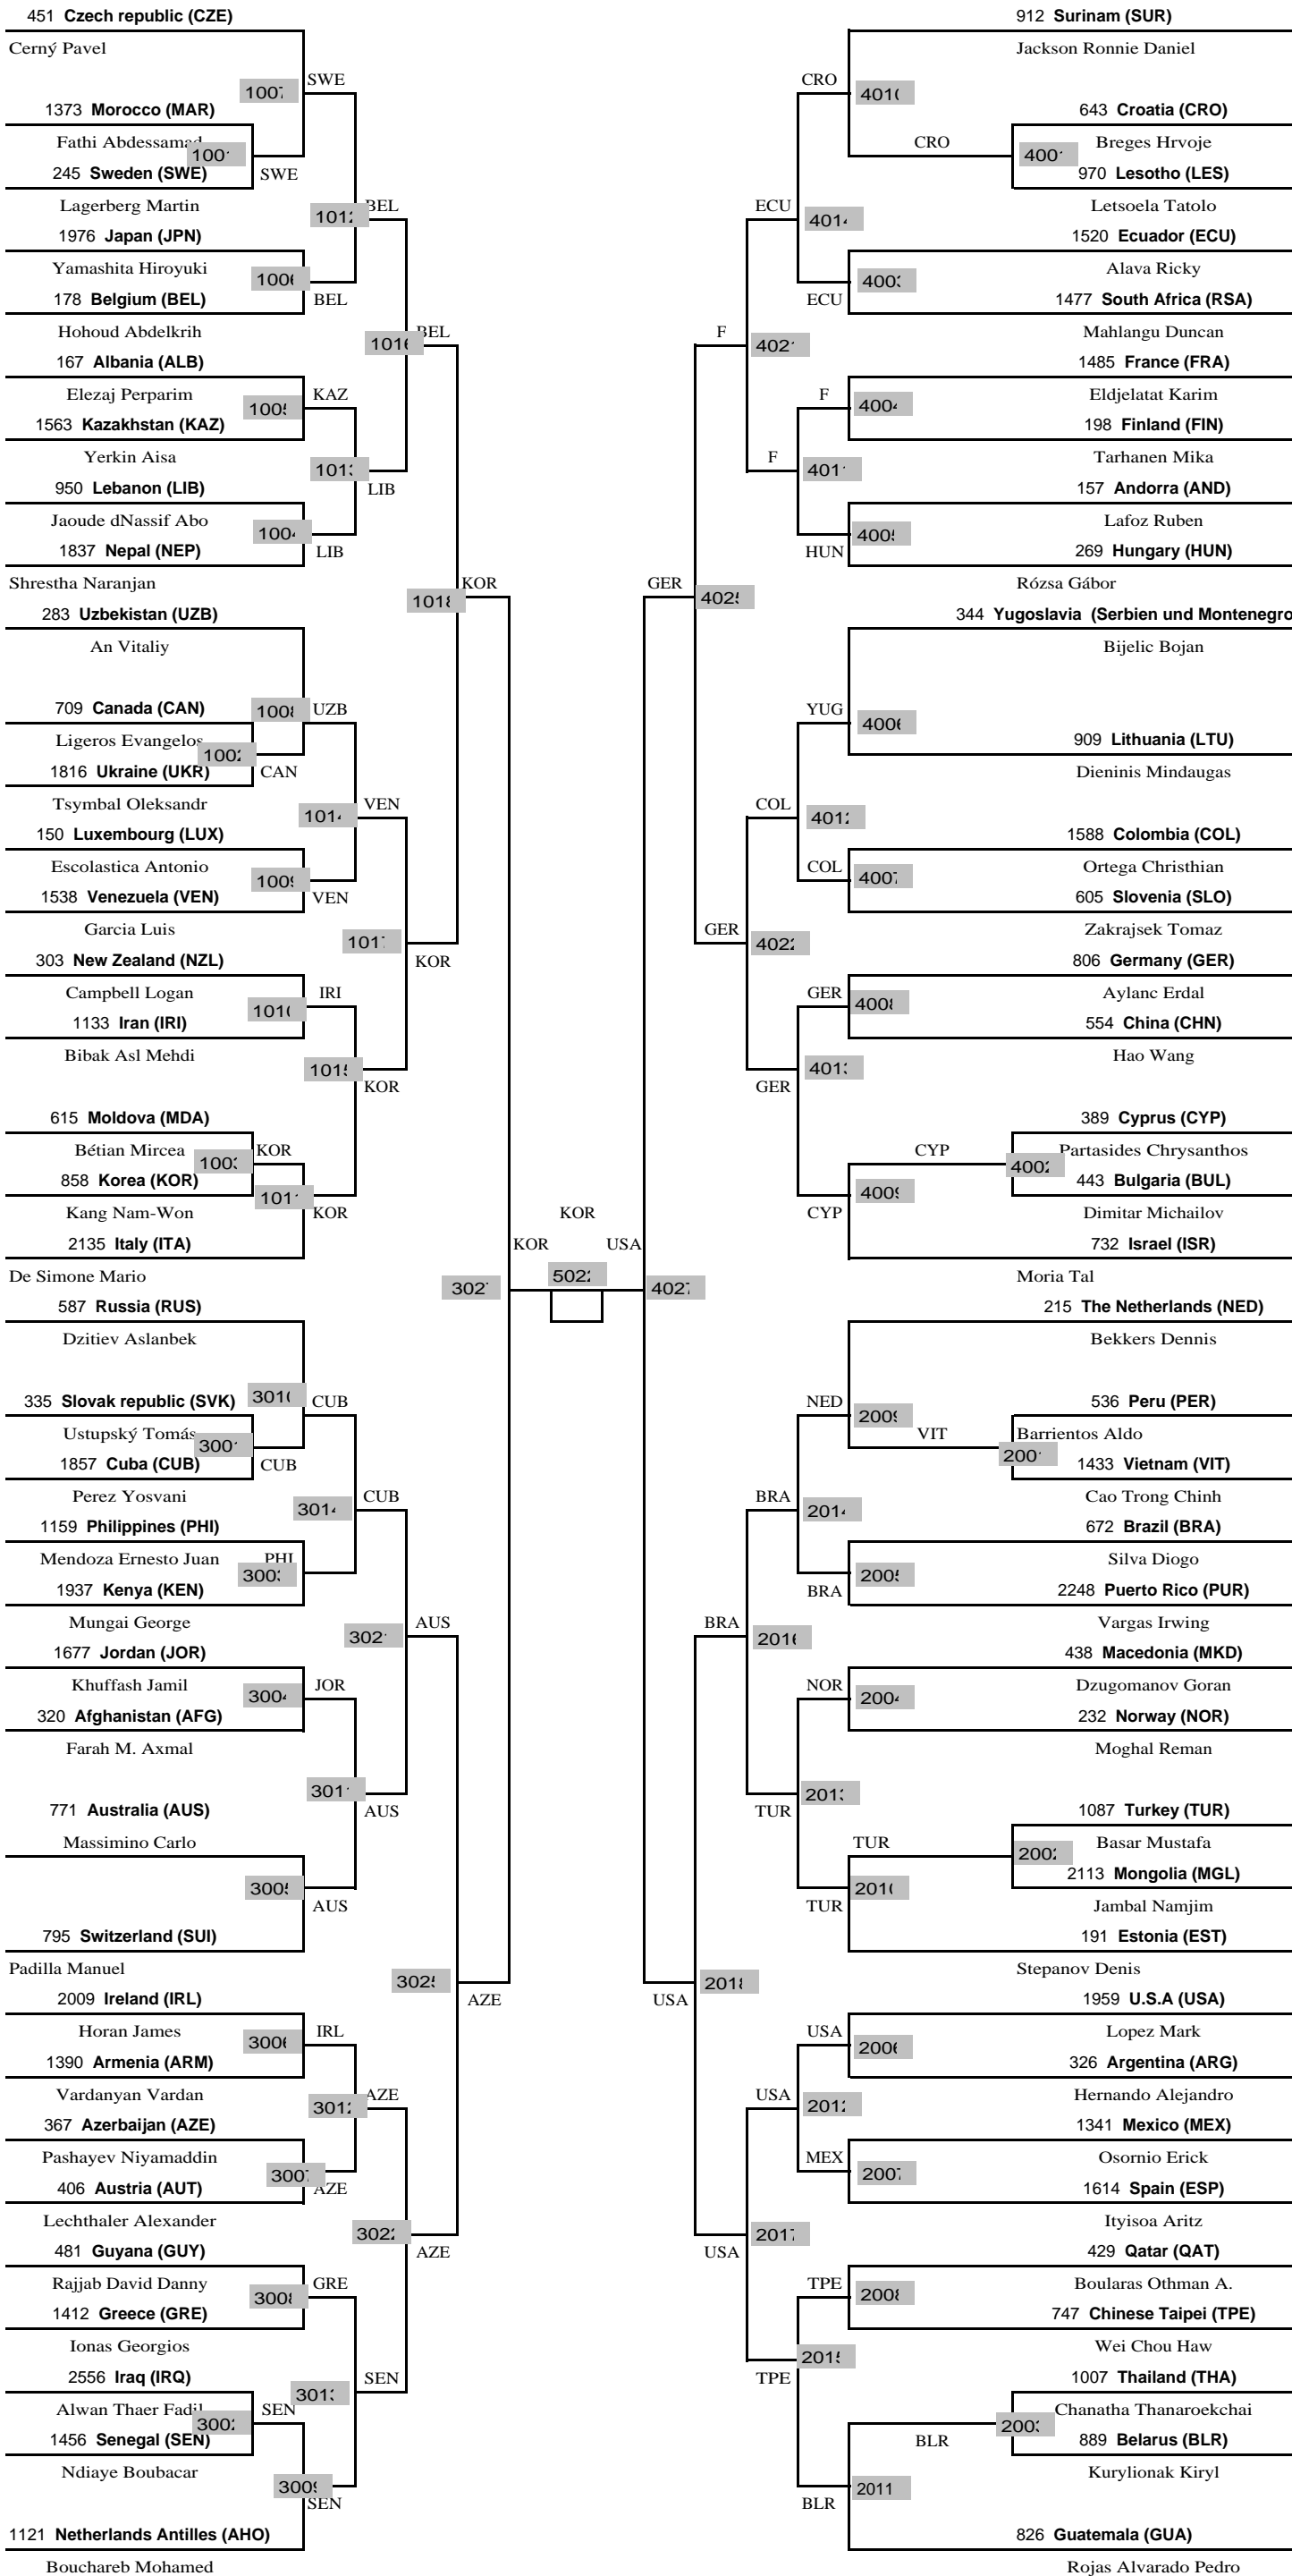 451 Czech republic (CZE)
Cerný Pavel
SWE
1373 Morocco (MAR)
Fathi Abdessamad
245 Sweden (SWE)
SWE
Lagerberg Martin
BEL
1976 Japan (JPN)
Yamashita Hiroyuki
178 Belgium (BEL)
BEL
Hohoud Abdelkrih
BEL
167 Albania (ALB)
Elezaj Perparim
KAZ
1563 Kazakhstan (KAZ)
Yerkin Aisa
950 Lebanon (LIB)
LIB
Jaoude dNassif Abo
1837 Nepal (NEP)
LIB
Shrestha Naranjan
KOR
283 Uzbekistan (UZB)
An Vitaliy
709 Canada (CAN)
UZB
Ligeros Evangelos
1816 Ukraine (UKR)
CAN
Tsymbal Oleksandr
VEN
150 Luxembourg (LUX)
Escolastica Antonio
1538 Venezuela (VEN)
VEN
Garcia Luis
303 New Zealand (NZL)
KOR
Campbell Logan
IRI
1133 Iran (IRI)
Bibak Asl Mehdi
KOR
615 Moldova (MDA)
Bétian Mircea
KOR
858 Korea (KOR)
Kang Nam-Won
KOR
2135 Italy (ITA)
De Simone Mario
KOR
KOR
USA
587 Russia (RUS)
Dzitiev Aslanbek
335 Slovak republic (SVK)
CUB
Ustupský Tomás
1857 Cuba (CUB)
CUB
Perez Yosvani
CUB
1159 Philippines (PHI)
Mendoza Ernesto Juan
PHI
1937 Kenya (KEN)
Mungai George
AUS
1677 Jordan (JOR)
Khuffash Jamil
JOR
320 Afghanistan (AFG)
Farah M. Axmal
771 Australia (AUS)
AUS
Massimino Carlo
AUS
795 Switzerland (SUI)
Padilla Manuel
AZE
2009 Ireland (IRL)
Horan James
IRL
1390 Armenia (ARM)
Vardanyan Vardan
AZE
367 Azerbaijan (AZE)
Pashayev Niyamaddin
406 Austria (AUT)
AZE
Lechthaler Alexander
481 Guyana (GUY)
AZE
Rajjab David Danny
GRE
1412 Greece (GRE)
Ionas Georgios
2556 Iraq (IRQ)
SEN
Alwan Thaer Fadil
SEN
1456 Senegal (SEN)
Ndiaye Boubacar
SEN
1121 Netherlands Antilles (AHO)
Bouchareb Mohamed
912 Surinam (SUR)
Jackson Ronnie Daniel
CRO
643 Croatia (CRO)
CRO
Breges Hrvoje
970 Lesotho (LES)
Letsoela Tatolo
ECU
1520 Ecuador (ECU)
Alava Ricky
ECU
1477 South Africa (RSA)
F
Mahlangu Duncan
1485 France (FRA)
F
Eldjelatat Karim
198 Finland (FIN)
F
Tarhanen Mika
157 Andorra (AND)
Lafoz Ruben
HUN
269 Hungary (HUN)
GER
Rózsa Gábor
344 Yugoslavia (Serbien und Montenegro
Bijelic Bojan
YUG
909 Lithuania (LTU)
Dieninis Mindaugas
COL
1588 Colombia (COL)
COL
Ortega Christhian
605 Slovenia (SLO)
GER
Zakrajsek Tomaz
806 Germany (GER)
GER
Aylanc Erdal
554 China (CHN)
Hao Wang
GER
389 Cyprus (CYP)
CYP
Partasides Chrysanthos
443 Bulgaria (BUL)
CYP
Dimitar Michailov
732 Israel (ISR)
Moria Tal
215 The Netherlands (NED)
Bekkers Dennis
NED
536 Peru (PER)
VIT
Barrientos Aldo
1433 Vietnam (VIT)
BRA
Cao Trong Chinh
672 Brazil (BRA)
Silva Diogo
BRA
2248 Puerto Rico (PUR)
BRA
Vargas Irwing
438 Macedonia (MKD)
NOR
Dzugomanov Goran
232 Norway (NOR)
Moghal Reman
TUR
1087 Turkey (TUR)
TUR
Basar Mustafa
2113 Mongolia (MGL)
TUR
Jambal Namjim
191 Estonia (EST)
Stepanov Denis
USA
1959 U.S.A (USA)
USA
Lopez Mark
326 Argentina (ARG)
USA
Hernando Alejandro
1341 Mexico (MEX)
MEX
Osornio Erick
1614 Spain (ESP)
Ityisoa Aritz
USA
429 Qatar (QAT)
TPE
Boularas Othman A.
747 Chinese Taipei (TPE)
Wei Chou Haw
TPE
1007 Thailand (THA)
Chanatha Thanaroekchai
BLR
889 Belarus (BLR)
Kurylionak Kiryl
BLR
2011
826 Guatemala (GUA)
Rojas Alvarado Pedro